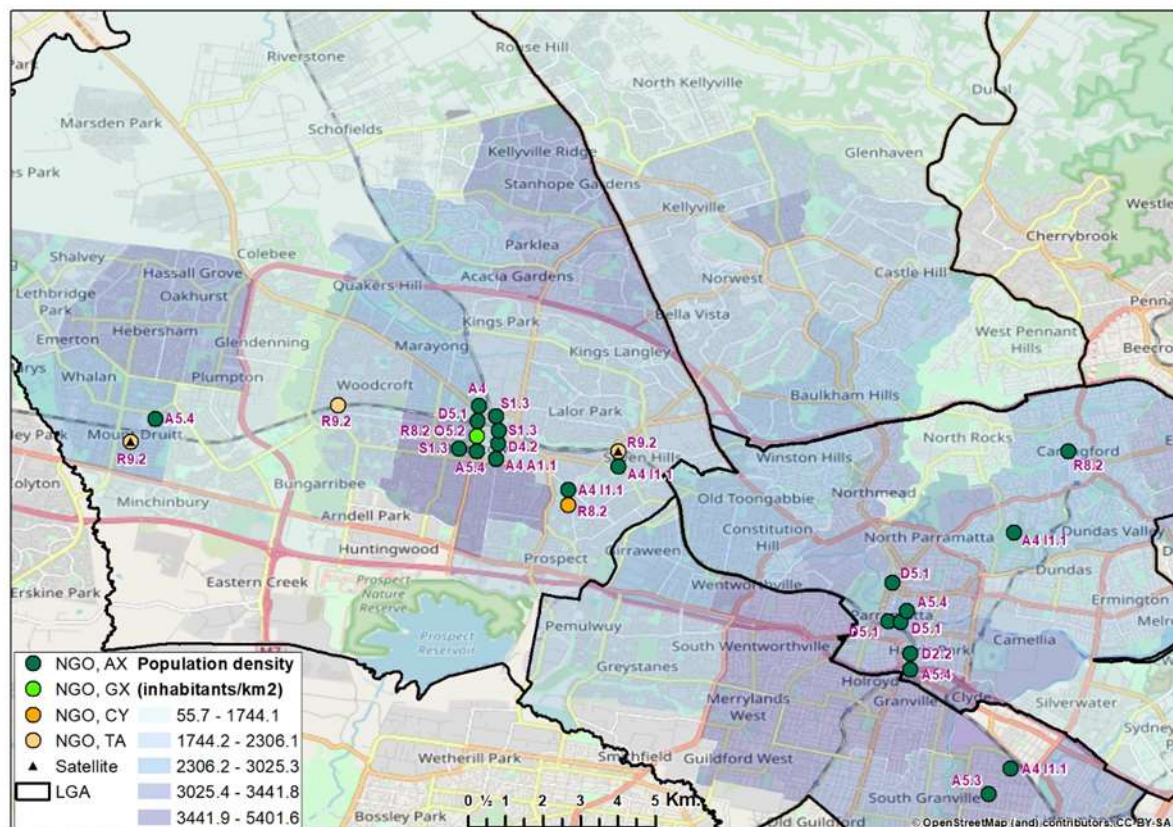 Rouse Hill
Riverstone
North Kellyville
Dural
Marsden Park
Schofields
Kellyville Ridge
Glenhaven
Stanhope Gardens
Kellyville
Shalvey
Colebee
Parklea
Cherrybrook
Hassall Grove
Norwest
Castle Hill
Oakhurst
Acacia Gardens
Lethbridge
Park
Quakers Hill
Hebersham
Kings Park
Bella Vista
Emerton
Glendenning
West Pennant
Hills
Marayong
Kings Langley
Whalan
Plumpton
Woodcroft
A4
Baulkham Hills
A5.4
D5.1
S1.3
Lalor Park
R9.2
R8.2 O5.2
S1.3
R9.2
North Rocks
Mount Druitt
S1.3
D4.2
Seven Hills
Winston Hills
Carlingford
R9.2
A5.4
A4 A1.1
A4 I1.1
R8.2
Colyton
Bungarribee
A4 I1.1
Old Toongabbie
Northmead
Minchinbury
R8.2
Arndell Park
Constitution
Hill
North Parramatta
Dundas Valley
A4 I1.1
Huntingwood
Prospect
Girraween
Dundas
Eastern Creek
Prospect
Nature
Reserve
Wentworthville
D5.1
Ermington
Erskine Park
A5.4
Pemulwuy
Parramatta
D5.1
D5.1
Prospect
Reservoir
South Wentworthville
Camellia
Greystanes
Harris Park
D2.2
M7
A5.4
Holroyd
Merrylands
West
Granville
Clyde
Silverwater
Sydney
Wetherill Park
Smithfield
Guildford West
A4 I1.1
A5.3
South Granville
Bossley Park
Old Guildford
NGO, AX
Population density
NGO, GX
(inhabitants/km2)
NGO, CY
55.7 - 1744.1
NGO, TA
1744.2 - 2306.1
Satellite
2306.2 - 3025.3
LGA
3025.4 - 3441.8
3441.9 - 5401.6
0 ½ 1 2 3 4 5 Km.
© OpenStreetMap (and) contributors, CC-BY-SA